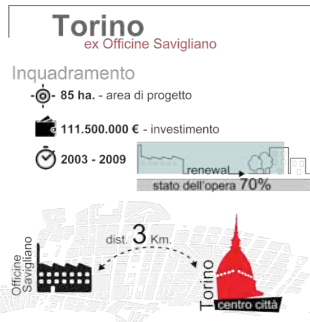 Torino
ex Officine Savigliano
Inquadramento
85 ha. - area di progetto
111.500.000 € - investimento
2003 - 2009
renewal
stato dell'opera 70%
dist. 3 Km.
Officine
Savigliano
Torino
centro città